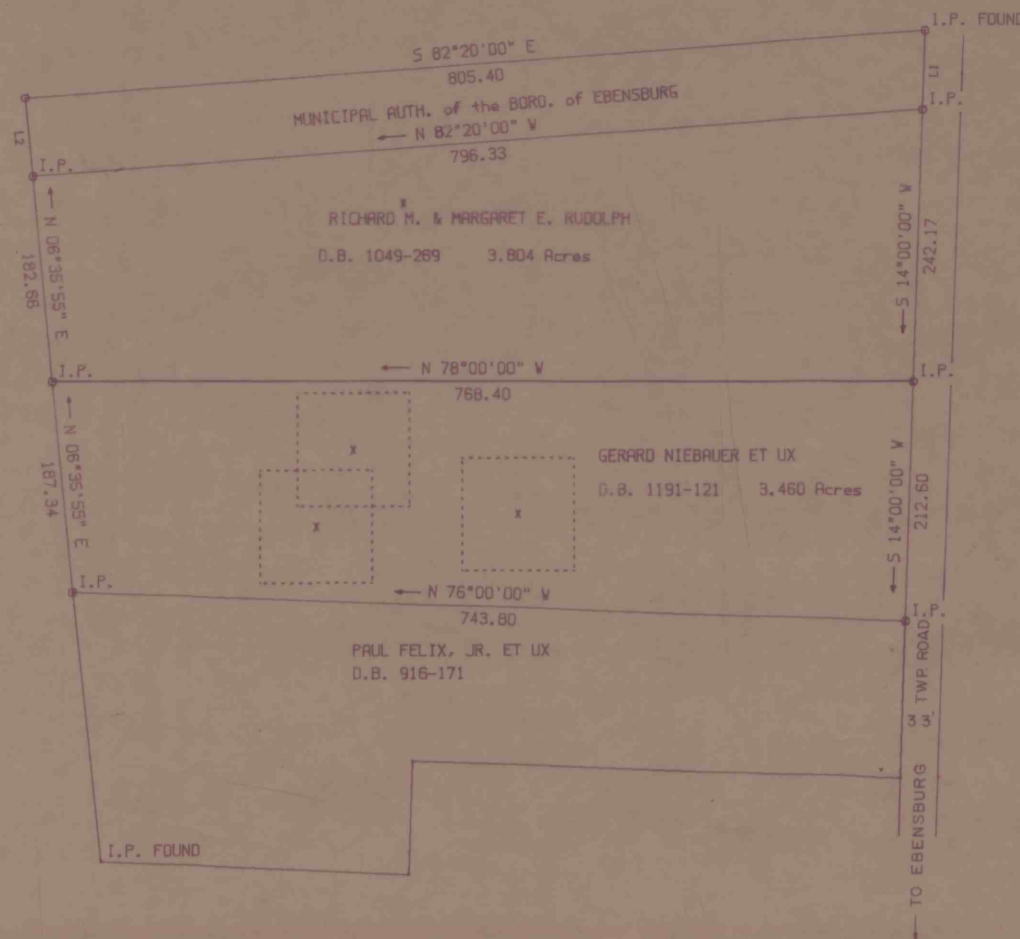 I.P. FOUND
S 82°20'00" E
805.40
L1
MUNICIPAL AUTH. of the BORO. of EBENSBURG
I.P.
← N 82°20'00" W
796.33
L2
I.P.
x
RICHARD M. & MARGARET E. RUDOLPH
D.B. 1049-269 3.804 Acres
← S 14°00'00" W
242.17
← N 06°35'55" E
182.66
I.P.
← N 78°00'00" W
768.40
I.P.
x
GERARD NIEBAUER ET UX
D.B. 1191-121 3.460 Acres
x
x
← S 14°00'00" W
212.60
← N 06°35'55" E
187.34
I.P.
← N 76°00'00" W
743.80
I.P.
PAUL FELIX, JR. ET UX
D.B. 916-171
TWP. ROAD
33'
I.P. FOUND
← TO EBENSBURG